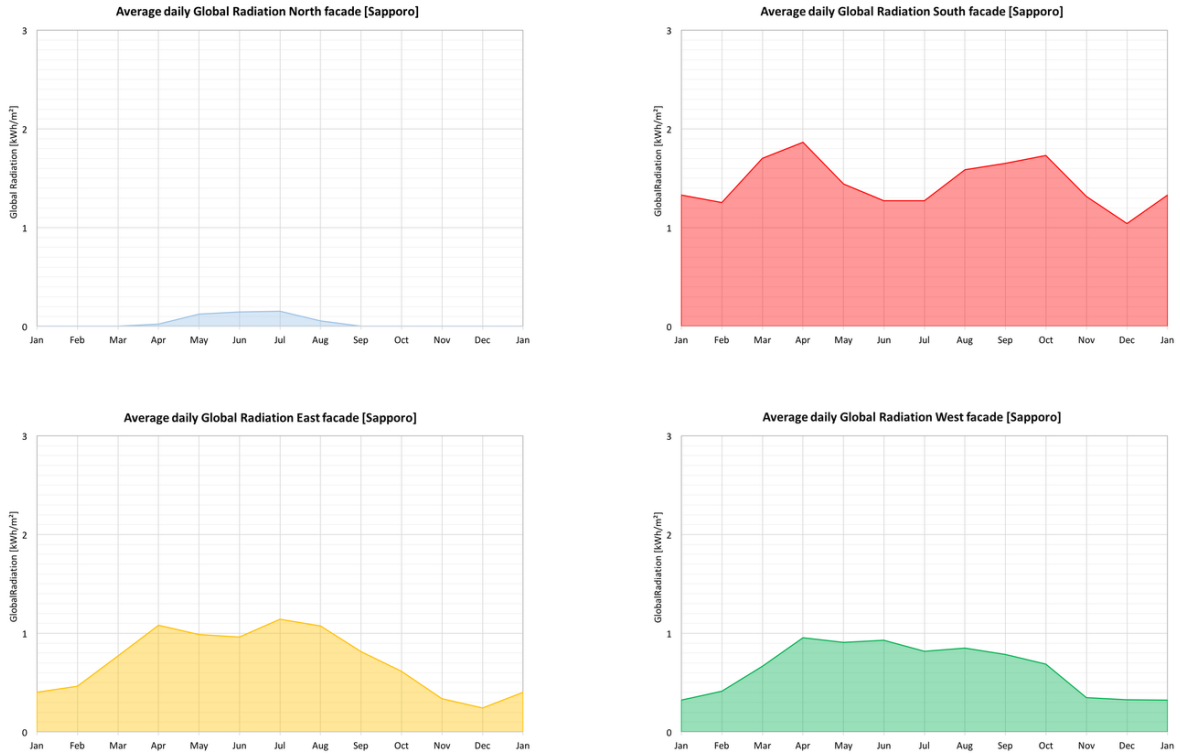 Average daily Global Radiation North facade [Sapporo]
Global Radiation [kWh/m²]
3
2
1
0
Jan Feb Mar Apr May Jun Jul Aug Sep Oct Nov Dec Jan
Average daily Global Radiation South facade [Sapporo]
GlobalRadiation [kWh/m²]
3
2
1
0
Jan Feb Mar Apr May Jun Jul Aug Sep Oct Nov Dec Jan
Average daily Global Radiation East facade [Sapporo]
GlobalRadiation [kWh/m²]
3
2
1
0
Jan Feb Mar Apr May Jun Jul Aug Sep Oct Nov Dec Jan
Average daily Global Radiation West facade [Sapporo]
GlobalRadiation [kWh/m²]
3
2
1
0
Jan Feb Mar Apr May Jun Jul Aug Sep Oct Nov Dec Jan